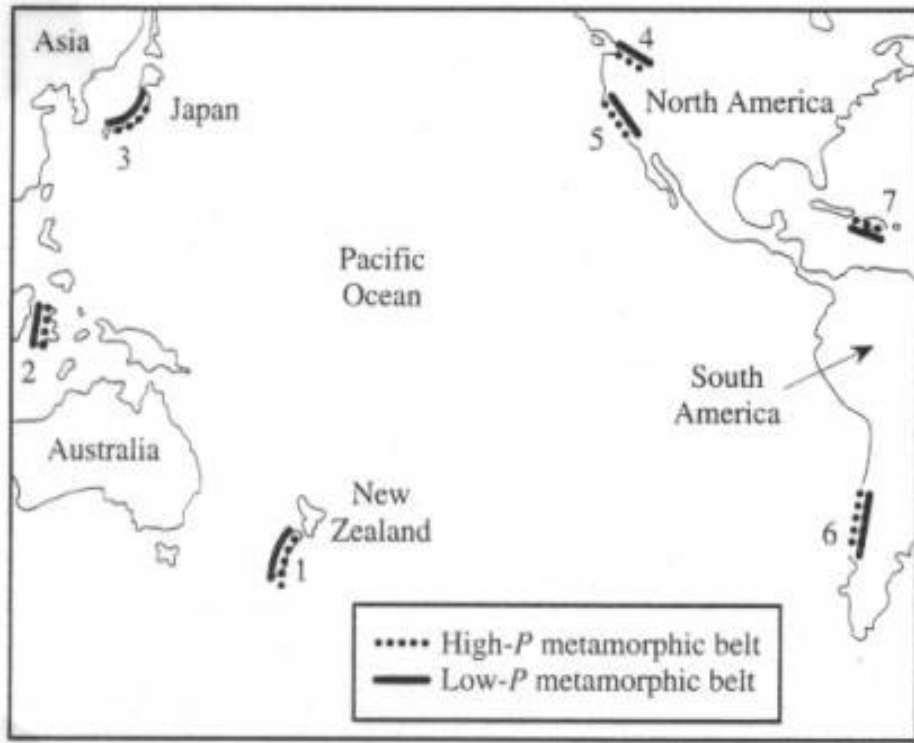 Asia
Japan
3
4
North America
5
7
Pacific
Ocean
2
South
America
Australia
New
Zealand
1
6
High-P metamorphic belt
Low-P metamorphic belt